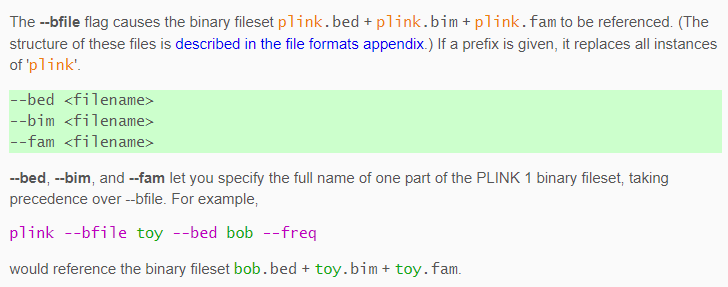 The --bfile flag causes the binary fileset plink.bed + plink.bim + plink.fam to be referenced. (The
structure of these files is described in the file formats appendix.) If a prefix is given, it replaces all instances
of 'plink'.
--bed <filename>
--bim <filename>
--fam <filename>
--bed, --bim, and --fam let you specify the full name of one part of the PLINK 1 binary fileset, taking
precedence over --bfile. For example,
plink --bfile toy --bed bob --freq
would reference the binary fileset bob.bed + toy.bim + toy.fam.